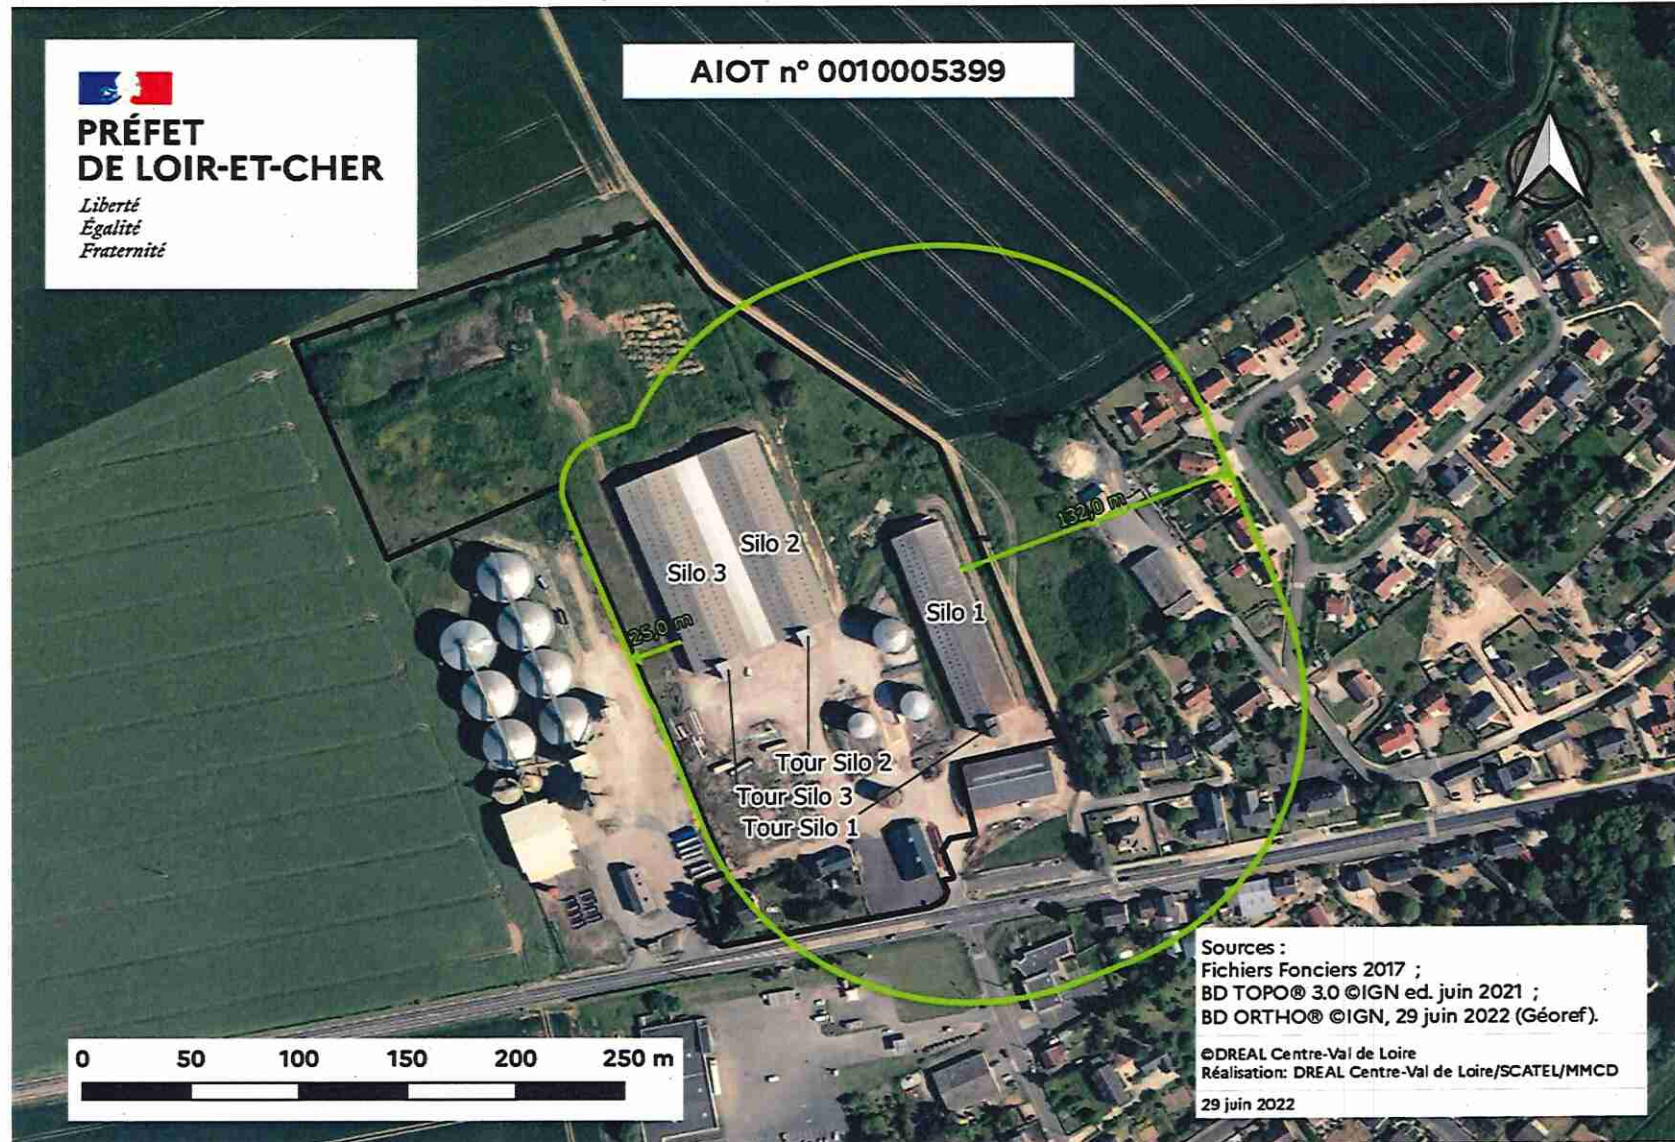 PRÉFET
DE LOIR-ET-CHER
Liberté
Égalité
Fraternité
AIOT n° 0010005399
132,0 m
Silo 2
Silo 3
Silo 1
25,0 m
Tour Silo 2
Tour Silo 3
Tour Silo 1
0 50 100 150 200 250 m
Sources :
Fichiers Fonciers 2017 ;
BD TOPO® 3.0 ©IGN ed. juin 2021 ;
BD ORTHO® ©IGN, 29 juin 2022 (Géoref).
©DREAL Centre-Val de Loire
Réalisation: DREAL Centre-Val de Loire/SCATEL/MMCD
29 juin 2022